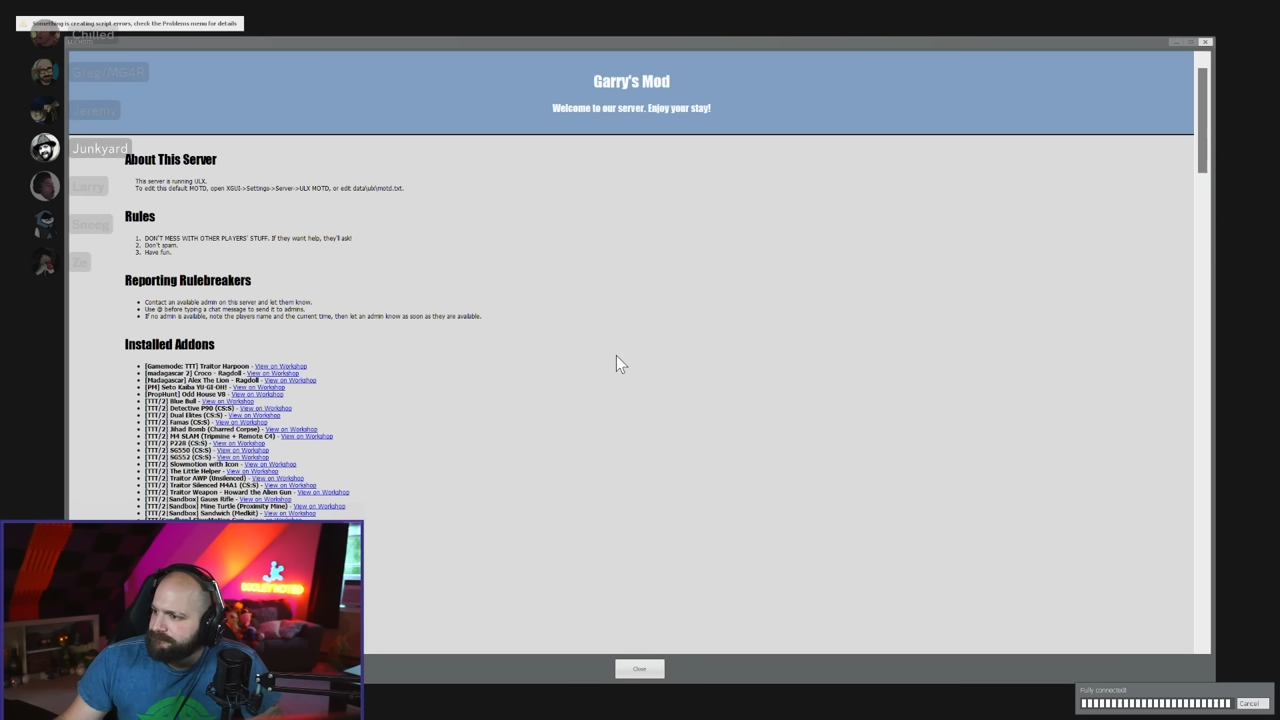 Something is creating script errors, check the Problems menu for details
Chilled
Greg/MG4R
Jeremy
Junkyard
Larry
Ze
Garry's Mod
Welcome to our server. Enjoy your stay!
About This Server
This server is running ULX.
To edit this default MOTD, open XGUI->Settings->Server->ULX MOTD, or edit data\ulx\motd.txt.
Rules
1. DON'T MESS WITH OTHER PLAYERS' STUFF. If they want help, they'll ask!
2. Don't spam.
3. Have fun.
Reporting Rulebreakers
Contact an available admin on this server and let them know.
Use @ before typing a chat message to send it to admins.
If no admin is available, note the players name and the current time, then let an admin know as soon as they are available.
Installed Addons
[Gamemode: TTT] Traitor Harpoon - View on Workshop
[madagascar 2] Croco - Ragdoll - View on Workshop
[Madagascar] Alex The Lion - Ragdoll - View on Workshop
[PM] Seto Kaiba YU-GI-OH! - View on Workshop
[PropHunt] Odd House V8 - View on Workshop
[TTT/2] Blue Bull - View on Workshop
[TTT/2] Detective P90 (CS:S) - View on Workshop
[TTT/2] Dual Elites (CS:S) - View on Workshop
[TTT/2] Famas (CS:S) - View on Workshop
[TTT/2] Jihad Bomb (Charred Corpse) - View on Workshop
[TTT/2] M4 SLAM (Tripmine + Remote C4) - View on Workshop
[TTT/2] P228 (CS:S) - View on Workshop
[TTT/2] SG550 (CS:S) - View on Workshop
[TTT/2] SG552 (CS:S) - View on Workshop
[TTT/2] Slowmotion with Icon - View on Workshop
[TTT/2] The Little Helper - View on Workshop
[TTT/2] Traitor AWP (Unsilenced) - View on Workshop
[TTT/2] Traitor Silenced M4A1 (CS:S) - View on Workshop
[TTT/2] Traitor Weapon - Howard the Alien Gun - View on Workshop
[TTT/2|Sandbox] Gauss Rifle - View on Workshop
[TTT/2|Sandbox] Mine Turtle (Proximity Mine) - View on Workshop
[TTT/2|Sandbox] Sandwich (Medkit) - View on Workshop
Close
Fully connected!
Cancel